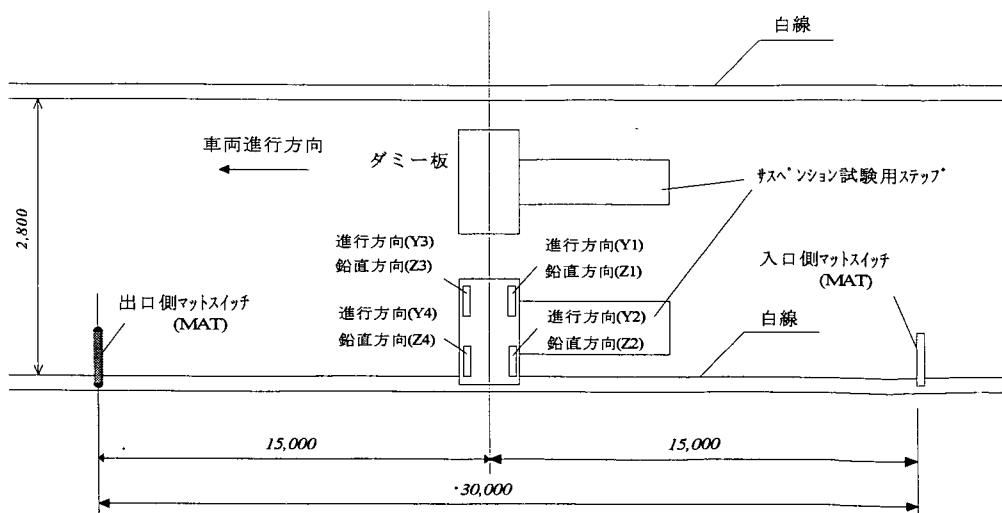 白線
車両進行方向
ダミー板
サスペンション試験用ステップ
2,800
進行方向(Y3)
鉛直方向(Z3)
進行方向(Y1)
鉛直方向(Z1)
入口側マットスイッチ
(MAT)
出口側マットスイッチ
(MAT)
進行方向(Y4)
鉛直方向(Z4)
進行方向(Y2)
鉛直方向(Z2)
白線
15,000
15,000
30,000